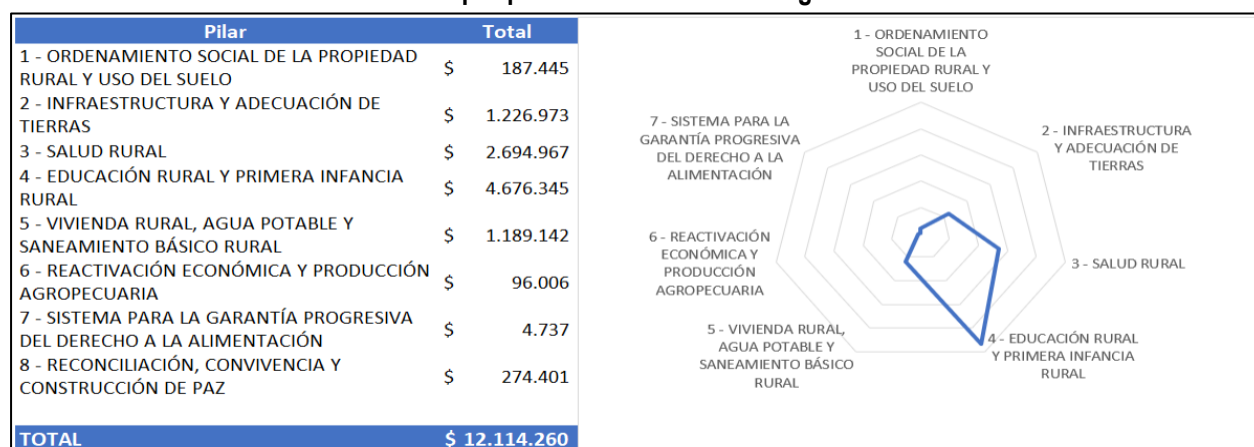 Pilar Total
1 - ORDENAMIENTO SOCIAL DE LA PROPIEDAD
RURAL Y USO DEL SUELO
$ 187.445
2 - INFRAESTRUCTURA Y ADECUACIÓN DE
TIERRAS
$ 1.226.973
3 - SALUD RURAL $ 2.694.967
4 - EDUCACIÓN RURAL Y PRIMERA INFANCIA
RURAL
$ 4.676.345
5 - VIVIENDA RURAL, AGUA POTABLE Y
SANEAMIENTO BÁSICO RURAL
$ 1.189.142
6 - REACTIVACIÓN ECONÓMICA Y PRODUCCIÓN
AGROPECUARIA
$ 96.006
7 - SISTEMA PARA LA GARANTÍA PROGRESIVA
DEL DERECHO A LA ALIMENTACIÓN
$ 4.737
8 - RECONCILIACIÓN, CONVIVENCIA Y
CONSTRUCCIÓN DE PAZ
$ 274.401
TOTAL $ 12.114.260
1 - ORDENAMIENTO
SOCIAL DE LA
PROPIEDAD RURAL Y
USO DEL SUELO
2 - INFRAESTRUCTURA
Y ADECUACIÓN DE
TIERRAS
3 - SALUD RURAL
4 - EDUCACIÓN RURAL
Y PRIMERA INFANCIA
RURAL
5 - VIVIENDA RURAL,
AGUA POTABLE Y
SANEAMIENTO BÁSICO
RURAL
6 - REACTIVACIÓN
ECONÓMICA Y
PRODUCCIÓN
AGROPECUARIA
7 - SISTEMA PARA LA
GARANTÍA PROGRESIVA
DEL DERECHO A LA
ALIMENTACIÓN